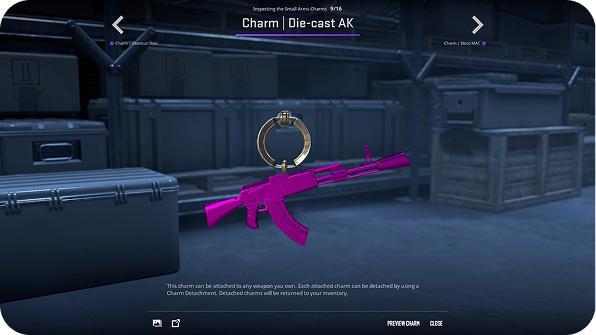 Inspecting the Small Arms Charms 9/16
Charm | Die-cast AK
Charm | Glamour Shot
Charm | Disco MAC
This charm can be attached to any weapon you own. Each attached charm can be detached by using a
Charm Detachment. Detached charms will be returned to your inventory.
PREVIEW CHARM CLOSE